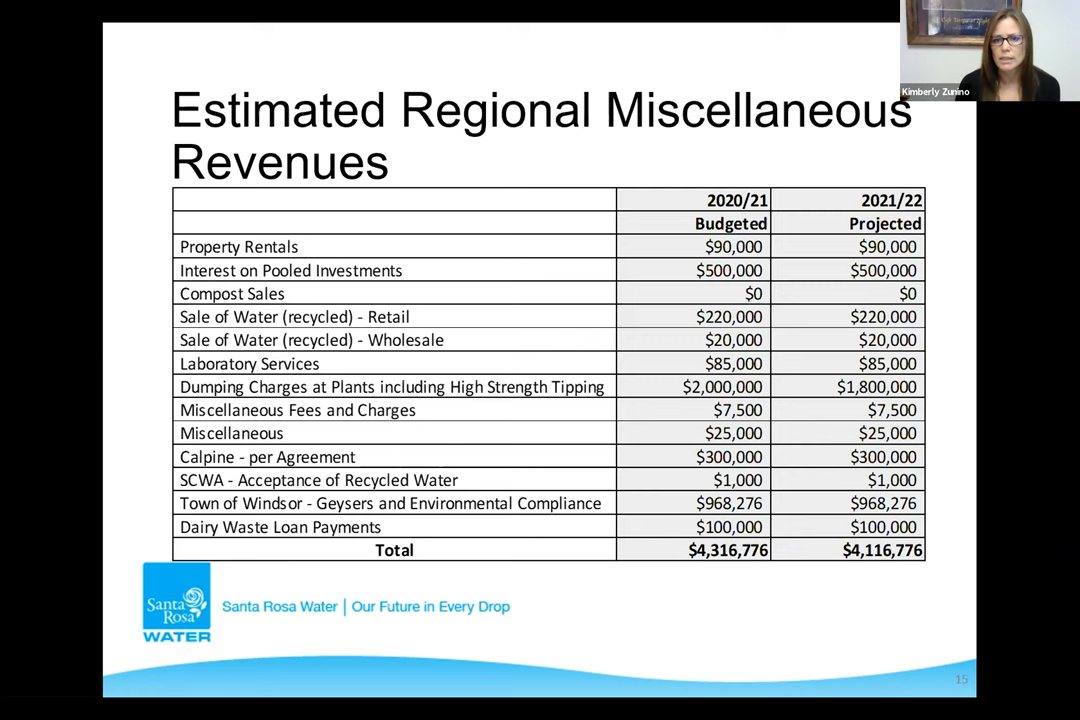 Kimberly Zunino
Estimated Regional Miscellaneous
Revenues
2020/21 2021/22
Budgeted Projected
Property Rentals $90,000 $90,000
Interest on Pooled Investments $500,000 $500,000
Compost Sales $0 $0
Sale of Water (recycled) - Retail $220,000 $220,000
Sale of Water (recycled) - Wholesale $20,000 $20,000
Laboratory Services $85,000 $85,000
Dumping Charges at Plants including High Strength Tipping $2,000,000 $1,800,000
Miscellaneous Fees and Charges $7,500 $7,500
Miscellaneous $25,000 $25,000
Calpine - per Agreement $300,000 $300,000
SCWA - Acceptance of Recycled Water $1,000 $1,000
Town of Windsor - Geysers and Environmental Compliance $968,276 $968,276
Dairy Waste Loan Payments $100,000 $100,000
Total $4,316,776 $4,116,776
Santa
Rosa
WATER
Santa Rosa Water | Our Future in Every Drop
15